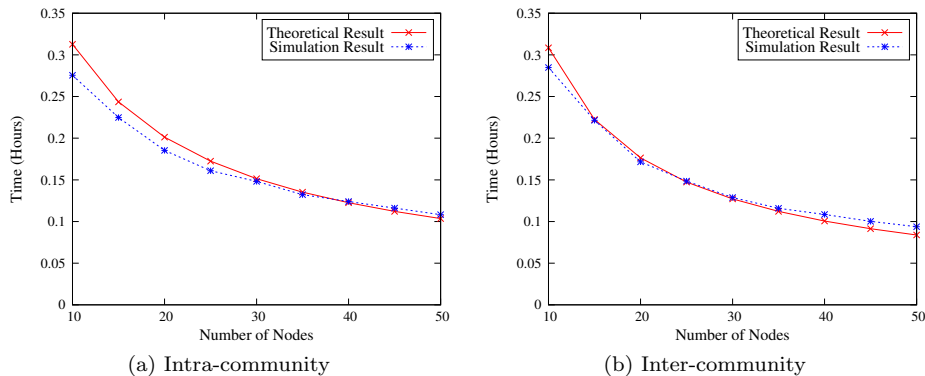 0.35
0.3
0.25
0.2
0.15
0.1
0.05
0
Time (Hours)
Theoretical Result
Simulation Result
10 20 30 40 50
Number of Nodes
(a) Intra-community
0.35
0.3
0.25
0.2
0.15
0.1
0.05
0
Time (Hours)
Theoretical Result
Simulation Result
10 20 30 40 50
Number of Nodes
(b) Inter-community